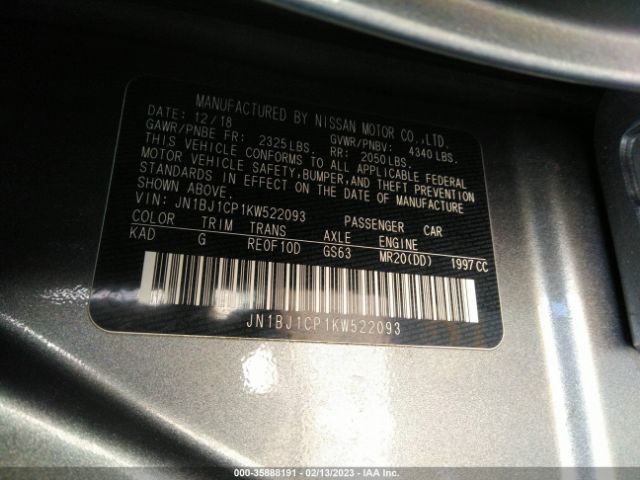 MANUFACTURED BY NISSAN MOTOR CO.,LTD.
DATE: 12/18 GVWR/PNBV: 4340 LBS.
GAWR/PNBE FR: 2325 LBS. RR: 2050 LBS.
THIS VEHICLE CONFORMS TO ALL APPLICABLE FEDERAL
MOTOR VEHICLE SAFETY, BUMPER, AND THEFT PREVENTION
STANDARDS IN EFFECT ON THE DATE OF MANUFACTURE
SHOWN ABOVE.
VIN: JN1BJ1CP1KW522093 PASSENGER CAR
COLOR TRIM TRANS AXLE ENGINE
KAD G RE0F10D GS63 MR20(DD) 1997 CC
JN1BJ1CP1KW522093
000-35888191 - 02/13/2023 - IAA Inc.